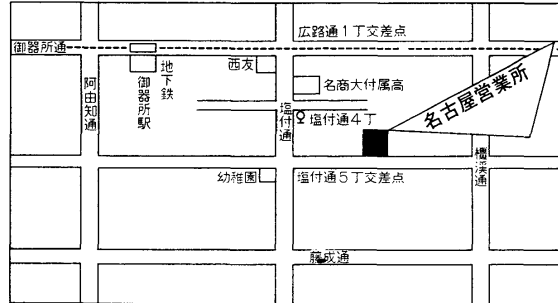 広路通1丁交差点
御器所通
地下鉄
御器所駅
西友
阿由知通
名商大付属高
塩付通
塩付通4丁
名古屋営業所
幼稚園
塩付通5丁交差点
檀渓通
藤成通